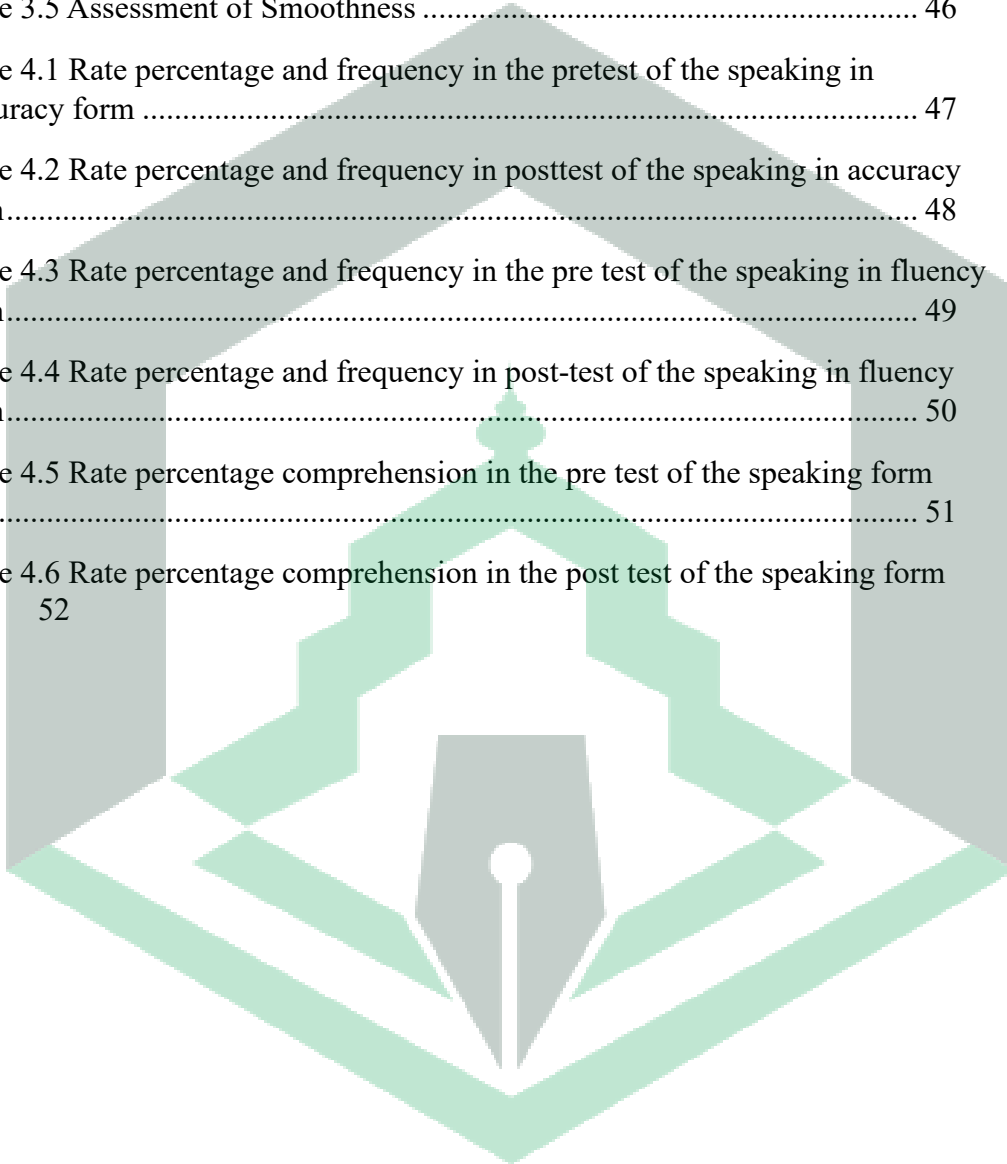 e 3.5 Assessment of Smoothness .............................................................. 46
e 4.1 Rate percentage and frequency in the pretest of the speaking in
uracy form ................................................................................................. 47
e 4.2 Rate percentage and frequency in posttest of the speaking in accuracy
.................................................................................................................. 48
e 4.3 Rate percentage and frequency in the pre test of the speaking in fluency
.................................................................................................................. 49
e 4.4 Rate percentage and frequency in post-test of the speaking in fluency
.................................................................................................................. 50
e 4.5 Rate percentage comprehension in the pre test of the speaking form
.................................................................................................................. 51
e 4.6 Rate percentage comprehension in the post test of the speaking form
52